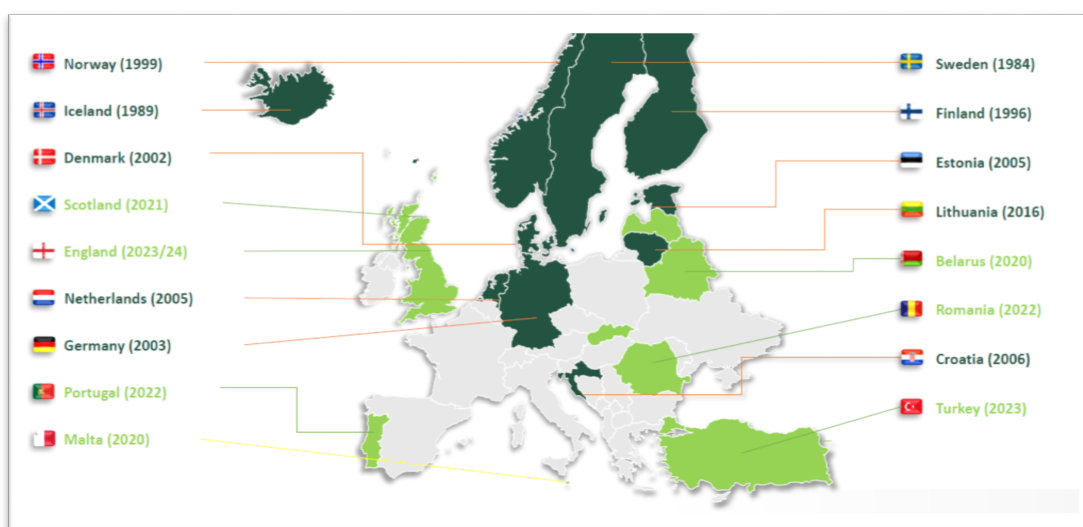 Norway (1999)
Iceland (1989)
Denmark (2002)
Scotland (2021)
England (2023/24)
Netherlands (2005)
Germany (2003)
Portugal (2022)
Malta (2020)
Sweden (1984)
Finland (1996)
Estonia (2005)
Lithuania (2016)
Belarus (2020)
Romania (2022)
Croatia (2006)
Turkey (2023)